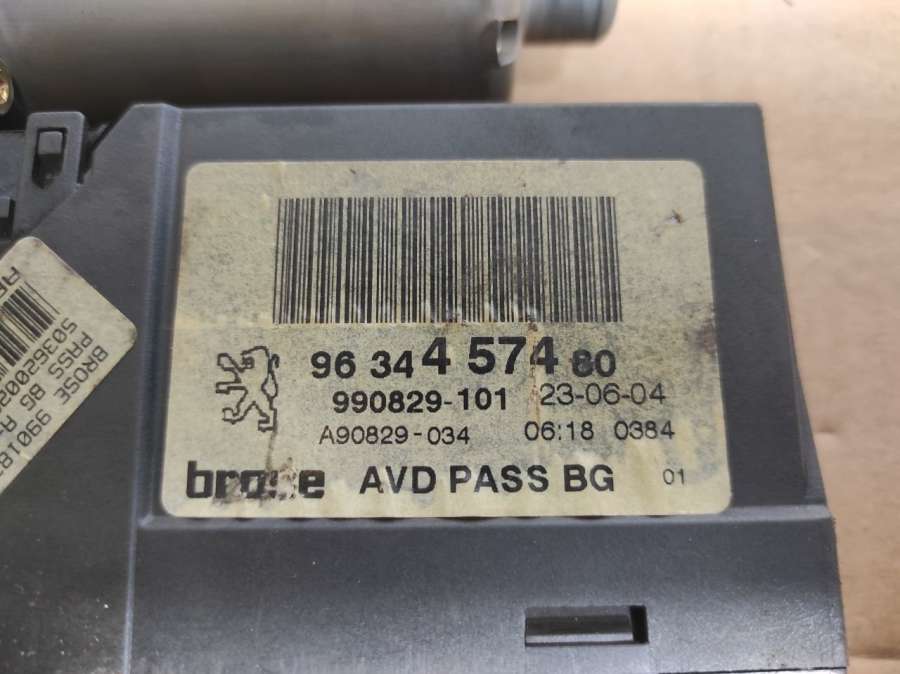 96 34 4 574 80
990829-101 23-06-04
A90829-034 06:18 0384
brose AVD PASS BG 01
BROSE
PASS BG